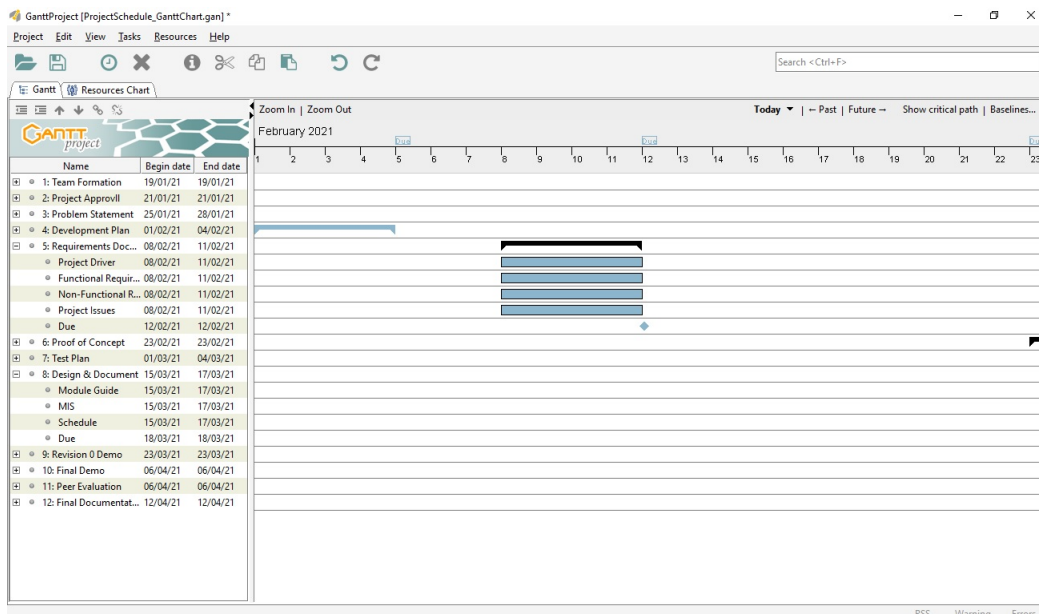 GanttProject [ProjectSchedule_GanttChart.gan] *
Project Edit View Tasks Resources Help
Search <Ctrl+F>
Gantt Resources Chart
Zoom In | Zoom Out Today ▼ | ← Past | Future → Show critical path | Baselines...
GANTT project
February 2021
Due Due Du
1 2 3 4 5 6 7 8 9 10 11 12 13 14 15 16 17 18 19 20 21 22 23
Name Begin date End date
1: Team Formation 19/01/21 19/01/21
2: Project Approvll 21/01/21 21/01/21
3: Problem Statement 25/01/21 28/01/21
4: Development Plan 01/02/21 04/02/21
5: Requirements Doc... 08/02/21 11/02/21
Project Driver 08/02/21 11/02/21
Functional Requir... 08/02/21 11/02/21
Non-Functional R... 08/02/21 11/02/21
Project Issues 08/02/21 11/02/21
Due 12/02/21 12/02/21
6: Proof of Concept 23/02/21 23/02/21
7: Test Plan 01/03/21 04/03/21
8: Design & Document 15/03/21 17/03/21
Module Guide 15/03/21 17/03/21
MIS 15/03/21 17/03/21
Schedule 15/03/21 17/03/21
Due 18/03/21 18/03/21
9: Revision 0 Demo 23/03/21 23/03/21
10: Final Demo 06/04/21 06/04/21
11: Peer Evaluation 06/04/21 06/04/21
12: Final Documentat... 12/04/21 12/04/21
RSS Warning Errors